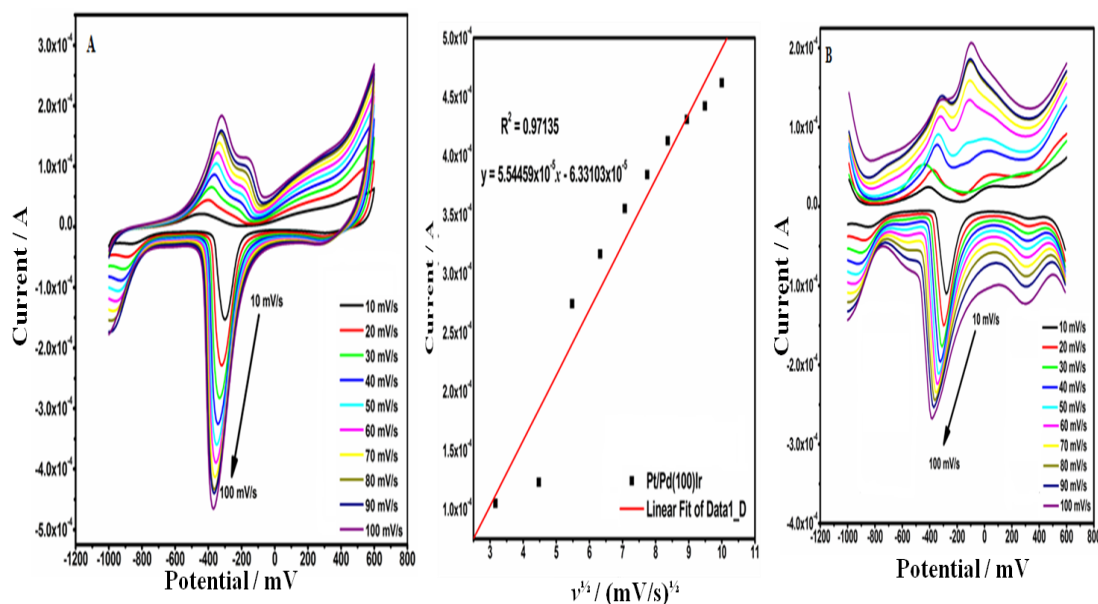 A
Current / A
3.0x10⁻⁴
2.0x10⁻⁴
1.0x10⁻⁴
0.0
-1.0x10⁻⁴
-2.0x10⁻⁴
-3.0x10⁻⁴
-4.0x10⁻⁴
-5.0x10⁻⁴
10 mV/s
100 mV/s
10 mV/s
20 mV/s
30 mV/s
40 mV/s
50 mV/s
60 mV/s
70 mV/s
80 mV/s
90 mV/s
100 mV/s
-1200 -1000 -800 -600 -400 -200 0 200 400 600 800
Potential / mV
Current / A
5.0x10⁻⁴
4.5x10⁻⁴
4.0x10⁻⁴
3.5x10⁻⁴
3.0x10⁻⁴
2.5x10⁻⁴
2.0x10⁻⁴
1.5x10⁻⁴
1.0x10⁻⁴
R² = 0.97135
y = 5.54459x10⁻⁵x - 6.33103x10⁻⁵
Pt/Pd(100)Ir
Linear Fit of Data1_D
3 4 5 6 7 8 9 10 11
v½ / (mV/s)½
B
Current / A
2.0x10⁻⁴
1.0x10⁻⁴
0.0
-1.0x10⁻⁴
-2.0x10⁻⁴
-3.0x10⁻⁴
-4.0x10⁻⁴
10 mV/s
100 mV/s
10 mV/s
20 mV/s
30 mV/s
40 mV/s
50 mV/s
60 mV/s
70 mV/s
80 mV/s
90 mV/s
100 mV/s
-1200 -1000 -800 -600 -400 -200 0 200 400 600 800
Potential / mV